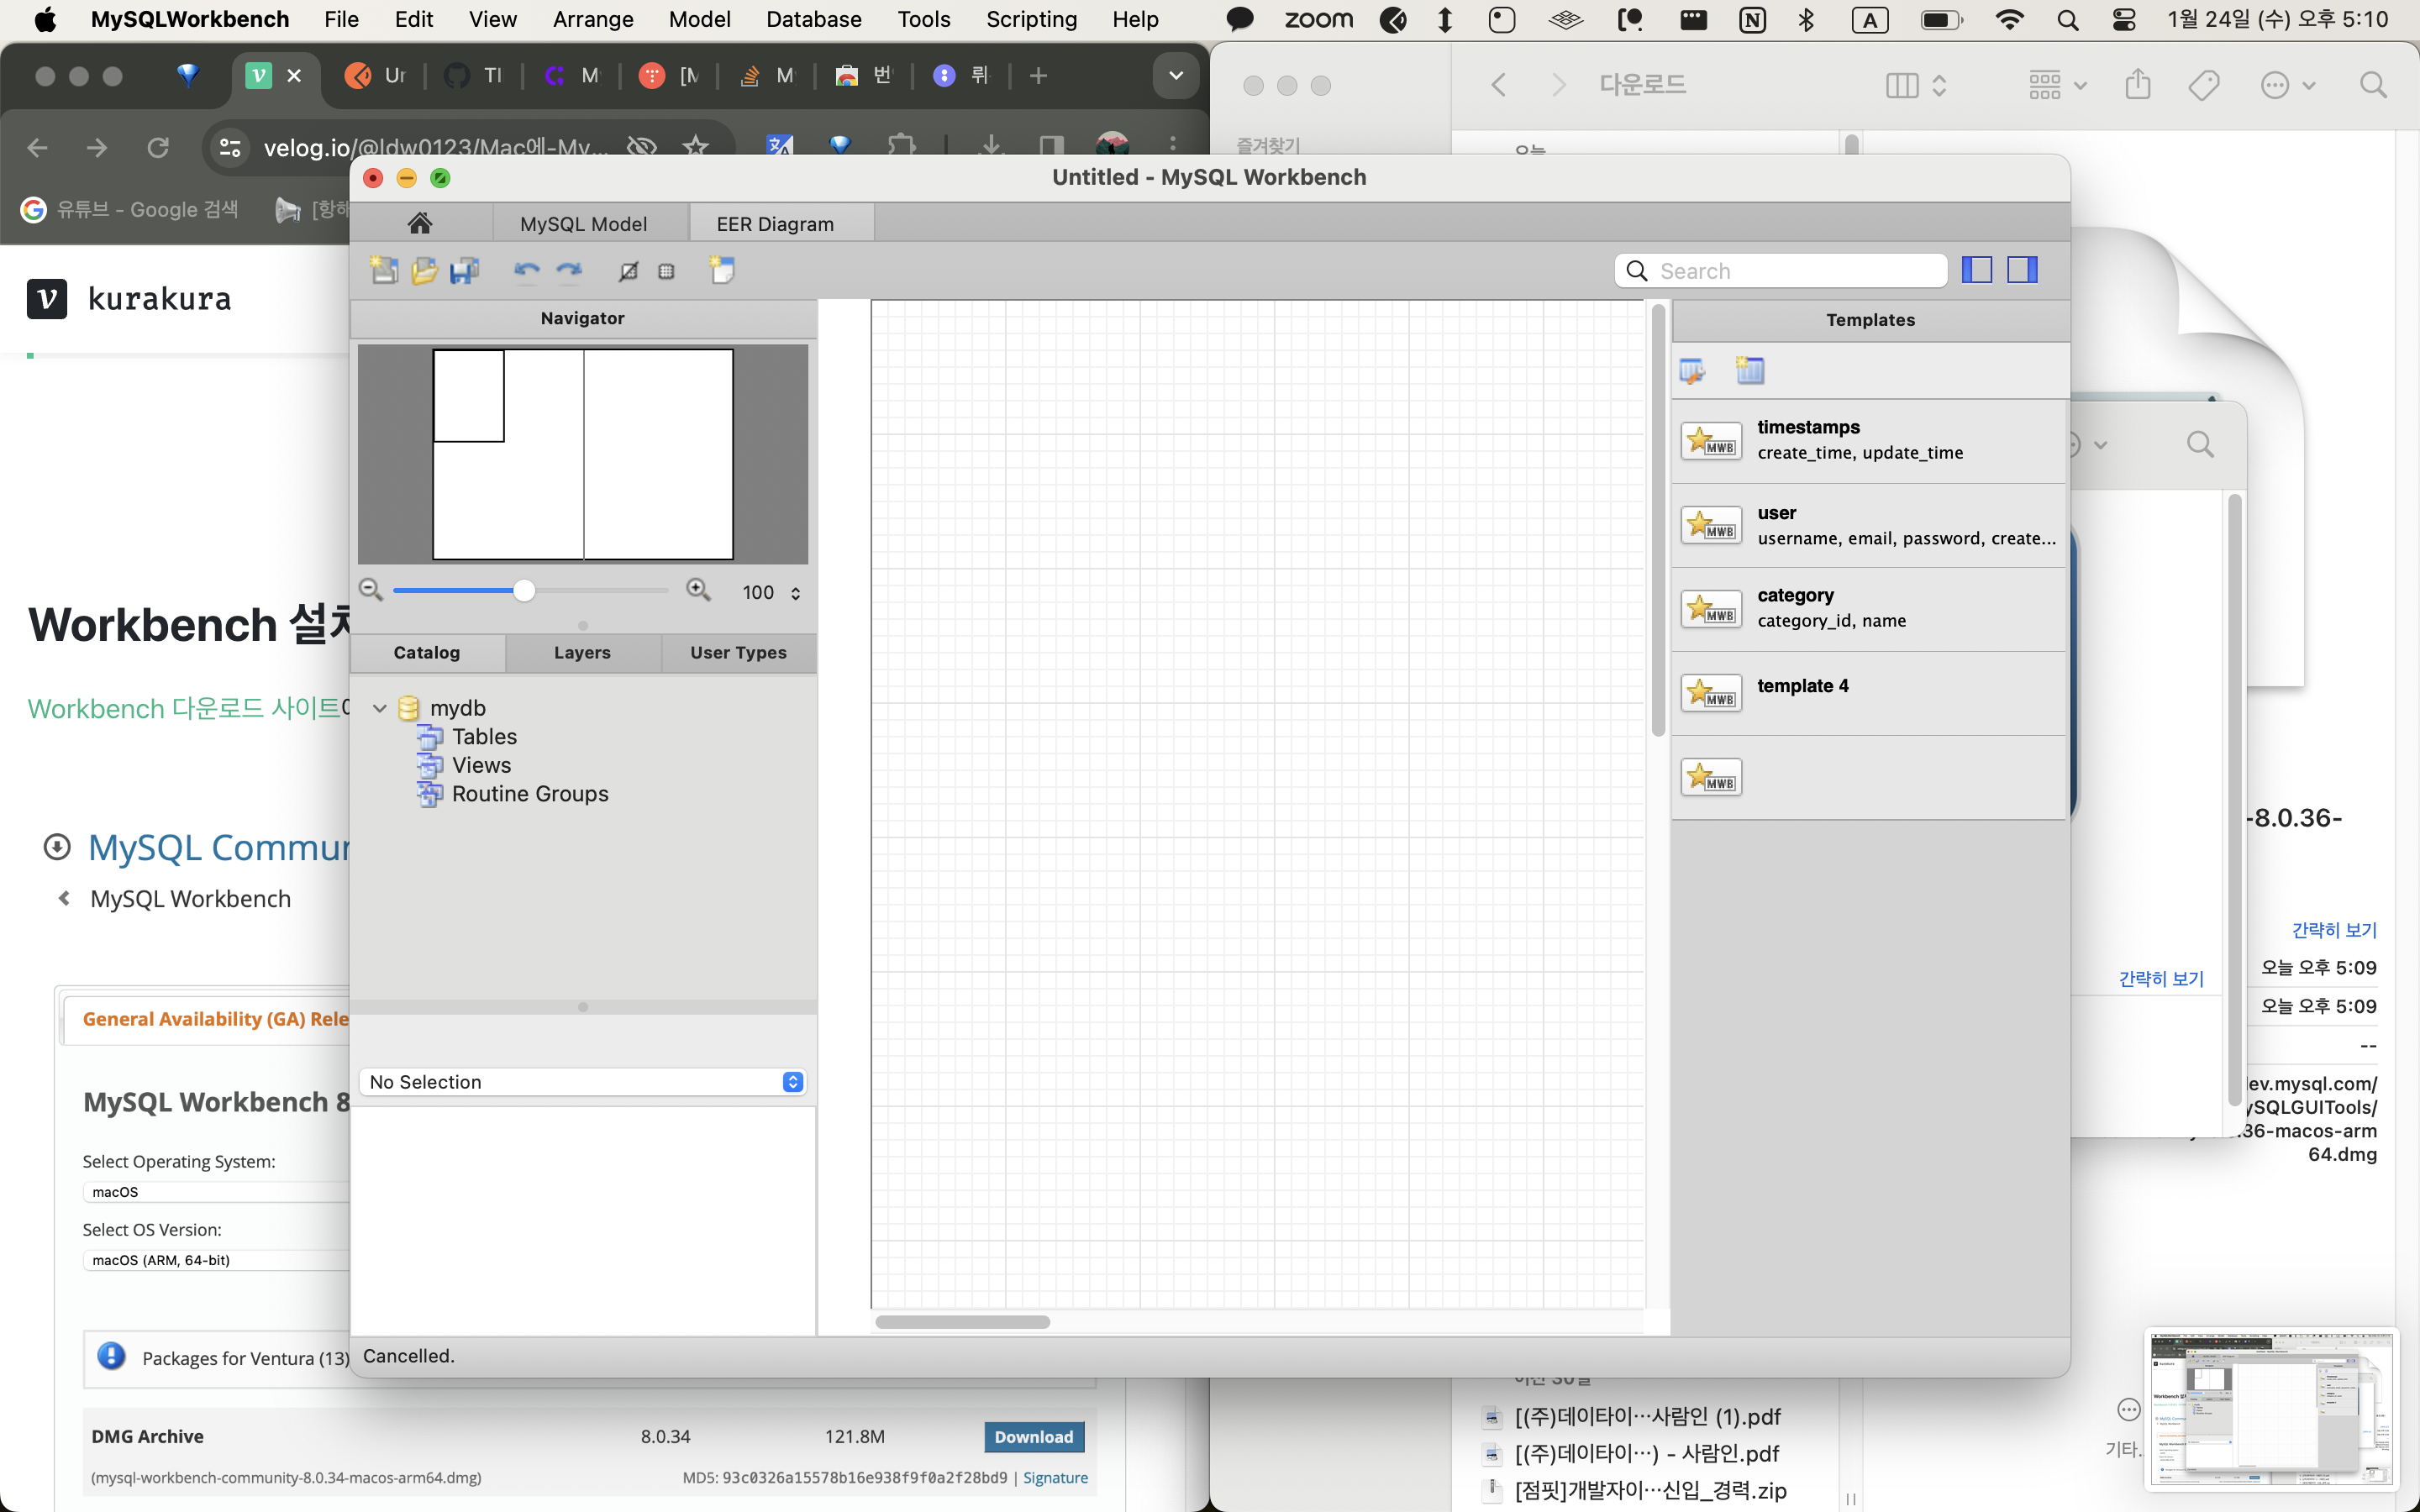 MySQLWorkbench File Edit View Arrange Model Database Tools Scripting Help zoom N A 1월 24일 (수) 오후 5:10
Ur TI M [M M 번 뤼
velog.io/@ldw0123/Mac에-My...
유튜브 - Google 검색 [항해
다운로드
즐겨찾기
오늘
Untitled - MySQL Workbench
MySQL Model EER Diagram
Search
kurakura
Navigator
Templates
timestamps
create_time, update_time
user
username, email, password, create...
category
category_id, name
template 4
MWB
MWB
MWB
MWB
MWB
100
Catalog Layers User Types
mydb
Tables
Views
Routine Groups
No Selection
Cancelled.
Workbench 설치
Workbench 다운로드 사이트에
MySQL Commun
MySQL Workbench
General Availability (GA) Rele
MySQL Workbench 8
Select Operating System:
macOS
Select OS Version:
macOS (ARM, 64-bit)
Packages for Ventura (13)
DMG Archive 8.0.34 121.8M Download
(mysql-workbench-community-8.0.34-macos-arm64.dmg) MD5: 93c0326a15578b16e938f9f0a2f28bd9 | Signature
-8.0.36-
간략히 보기
오늘 오후 5:09
간략히 보기
오늘 오후 5:09
--
dev.mysql.com/
ySQLGUITools/
.36-macos-arm
64.dmg
이전 30일
[(주)데이타이…사람인 (1).pdf
[(주)데이타이…) - 사람인.pdf
[점핏]개발자이…신입_경력.zip
기타..